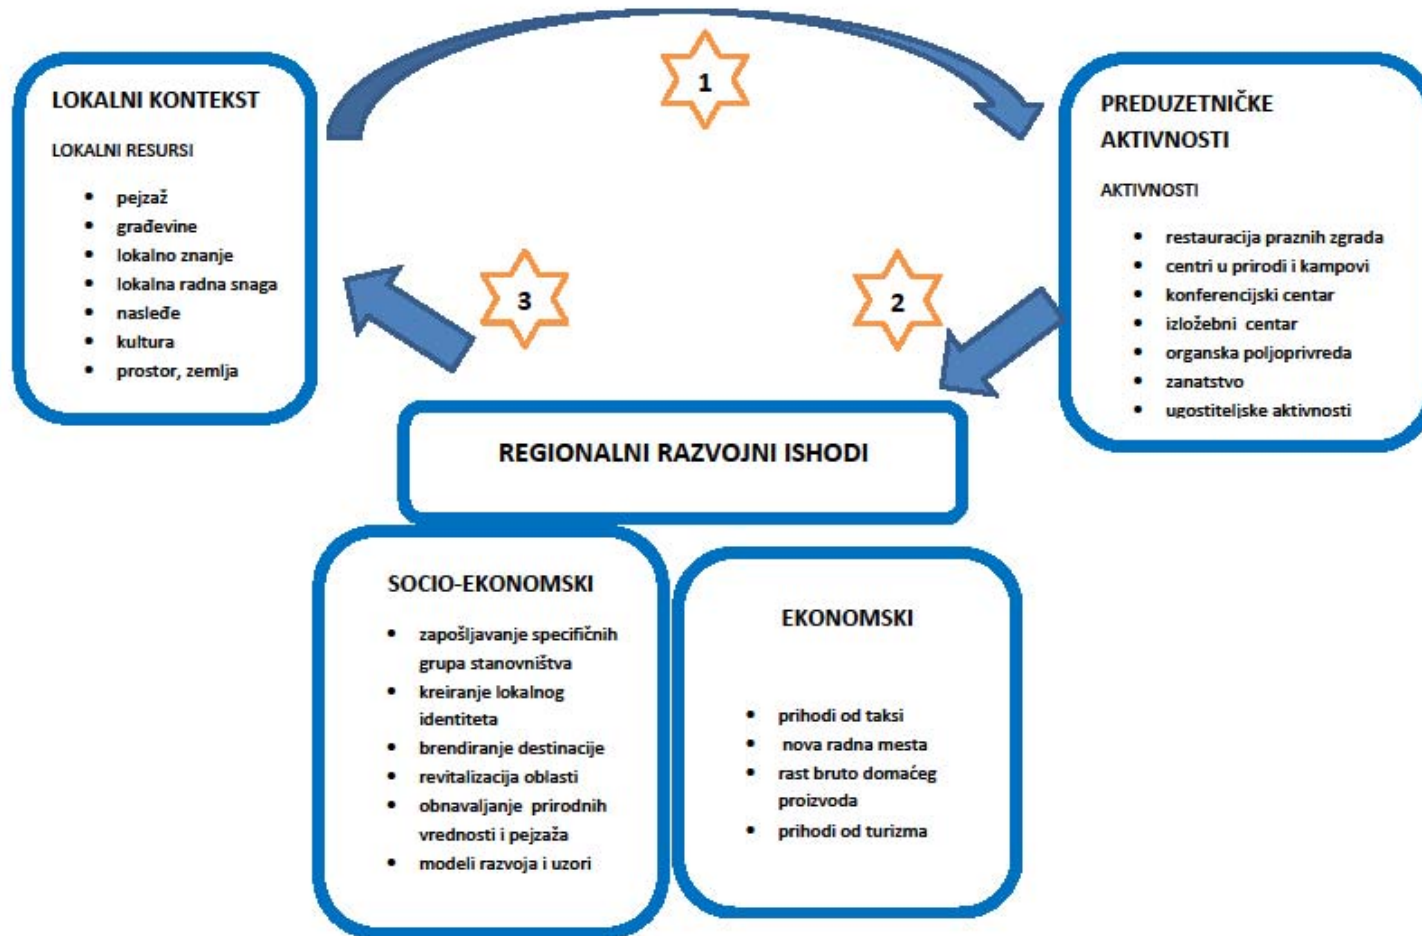 1
LOKALNI KONTEKST
LOKALNI RESURSI
• pejzaž
• građevine
• lokalno znanje
• lokalna radna snaga
• nasleđe
• kultura
• prostor, zemlja
PREDUZETNIČKE
AKTIVNOSTI
AKTIVNOSTI
• restauracija praznih zgrada
• centri u prirodi i kampovi
• konferencijski centar
• izložbeni centar
• organska poljoprivreda
• zanatstvo
• ugostiteljske aktivnosti
3
2
REGIONALNI RAZVOJNI ISHODI
SOCIO-EKONOMSKI
• zapošljavanje specifičnih
grupa stanovništva
• kreiranje lokalnog
identiteta
• brendiranje destinacije
• revitalizacija oblasti
• obnavaljanje prirodnih
vrednosti i pejzaža
• modeli razvoja i uzori
EKONOMSKI
• prihodi od taksi
• nova radna mesta
• rast bruto domaćeg
proizvoda
• prihodi od turizma